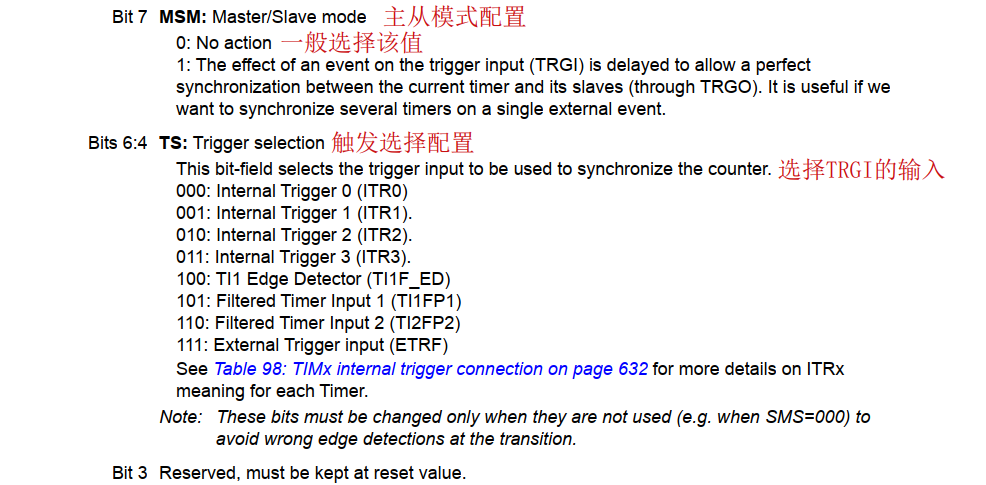 Bit 7 MSM: Master/Slave mode 主从模式配置
0: No action 一般选择该值
1: The effect of an event on the trigger input (TRGI) is delayed to allow a perfect
synchronization between the current timer and its slaves (through TRGO). It is useful if we
want to synchronize several timers on a single external event.
Bits 6:4 TS: Trigger selection 触发选择配置
This bit-field selects the trigger input to be used to synchronize the counter. 选择TRGI的输入
000: Internal Trigger 0 (ITR0)
001: Internal Trigger 1 (ITR1).
010: Internal Trigger 2 (ITR2).
011: Internal Trigger 3 (ITR3).
100: TI1 Edge Detector (TI1F_ED)
101: Filtered Timer Input 1 (TI1FP1)
110: Filtered Timer Input 2 (TI2FP2)
111: External Trigger input (ETRF)
See Table 98: TIMx internal trigger connection on page 632 for more details on ITRx
meaning for each Timer.
Note: These bits must be changed only when they are not used (e.g. when SMS=000) to
avoid wrong edge detections at the transition.
Bit 3 Reserved, must be kept at reset value.